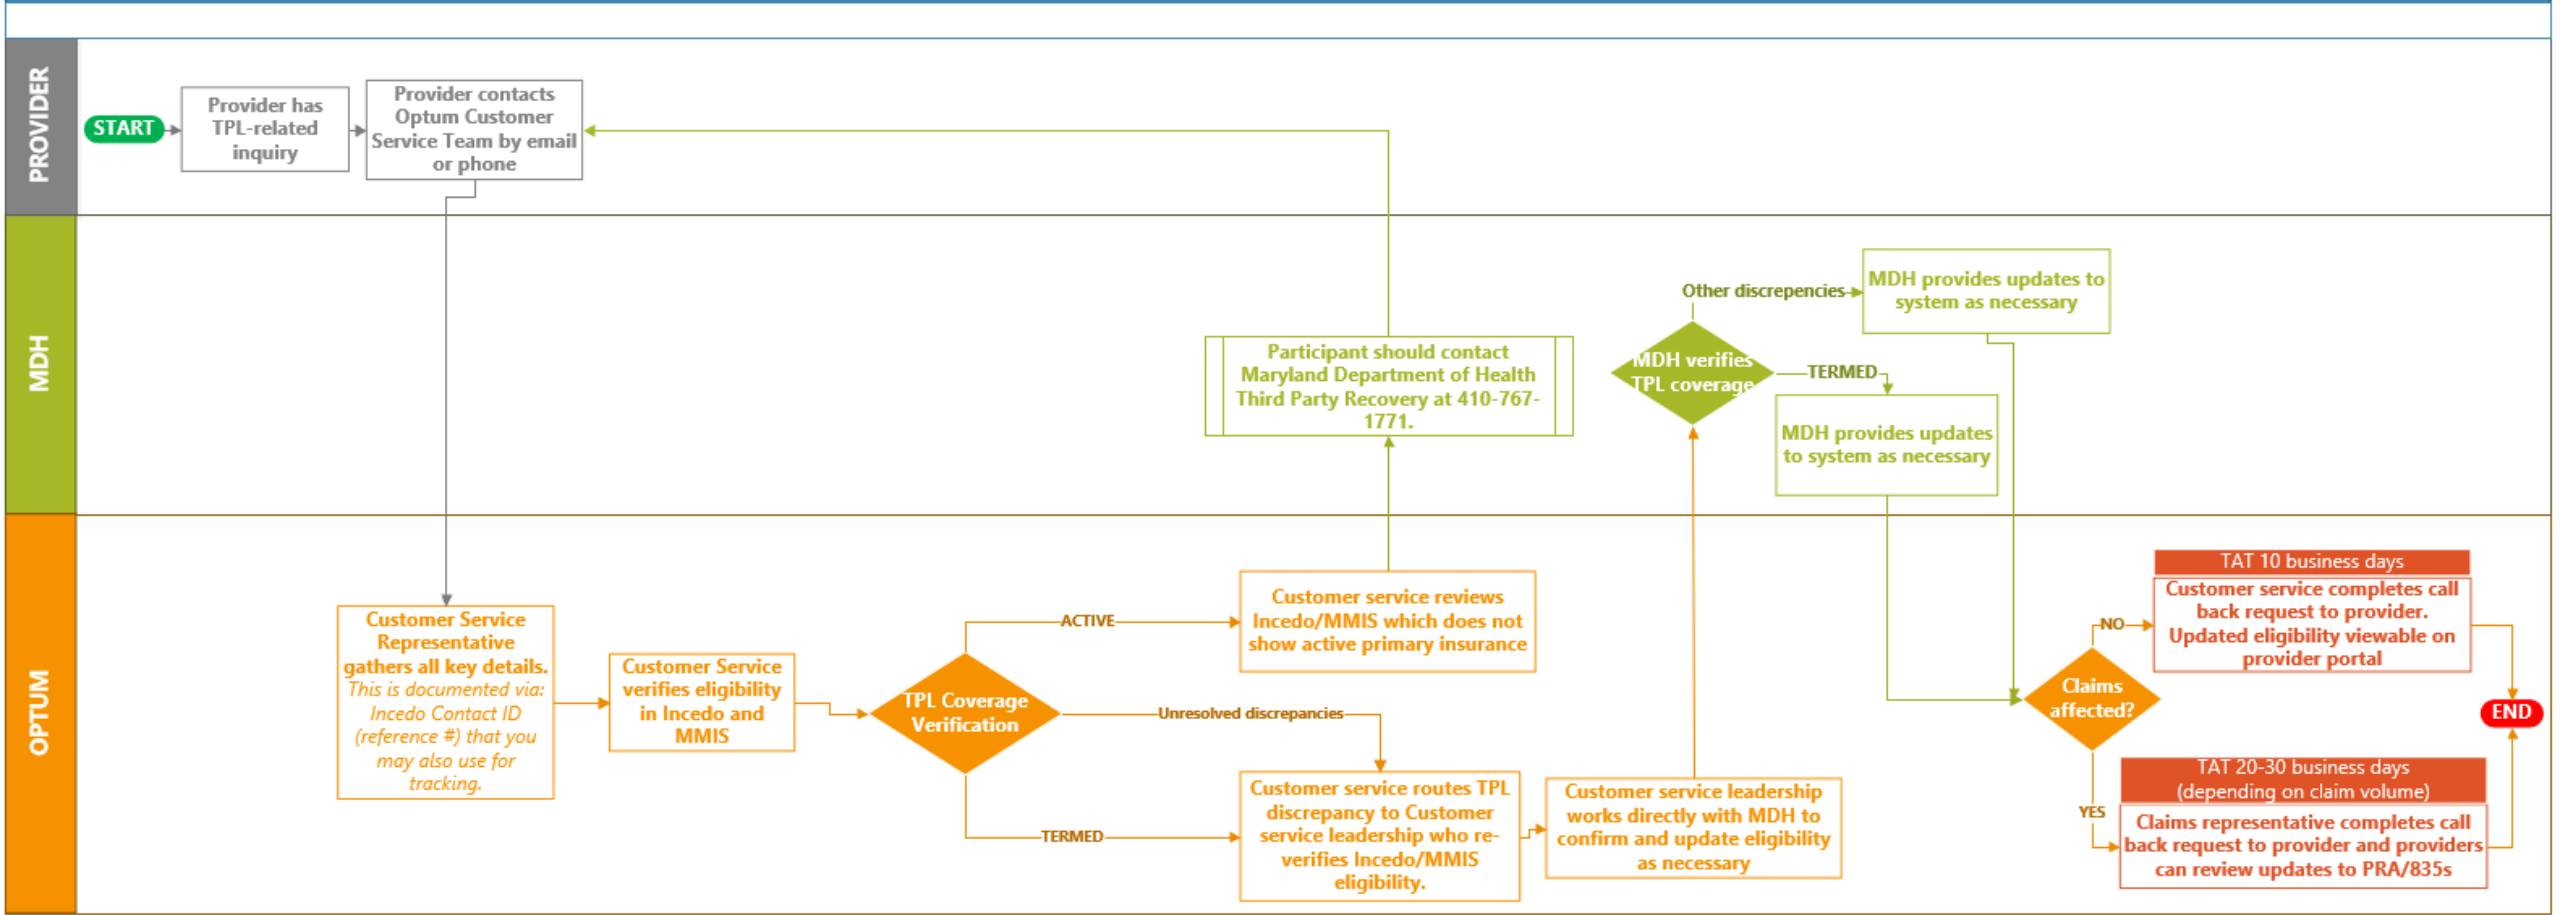 PROVIDER
START
Provider has
TPL-related
inquiry
Provider contacts
Optum Customer
Service Team by email
or phone
MDH
Participant should contact
Maryland Department of Health
Third Party Recovery at 410-767-
1771.
MDH verifies
TPL coverage
Other discrepencies
MDH provides updates to
system as necessary
TERMED
MDH provides updates
to system as necessary
OPTUM
Customer Service
Representative
gathers all key details.
This is documented via:
Incedo Contact ID
(reference #) that you
may also use for
tracking.
Customer Service
verifies eligibility
in Incedo and
MMIS
TPL Coverage
Verification
ACTIVE
Customer service reviews
Incedo/MMIS which does not
show active primary insurance
Unresolved discrepancies
TERMED
Customer service routes TPL
discrepancy to Customer
service leadership who re-
verifies Incedo/MMIS
eligibility.
Customer service leadership
works directly with MDH to
confirm and update eligibility
as necessary
Claims
affected?
NO
TAT 10 business days
Customer service completes call
back request to provider.
Updated eligibility viewable on
provider portal
YES
TAT 20-30 business days
(depending on claim volume)
Claims representative completes call
back request to provider and providers
can review updates to PRA/835s
END